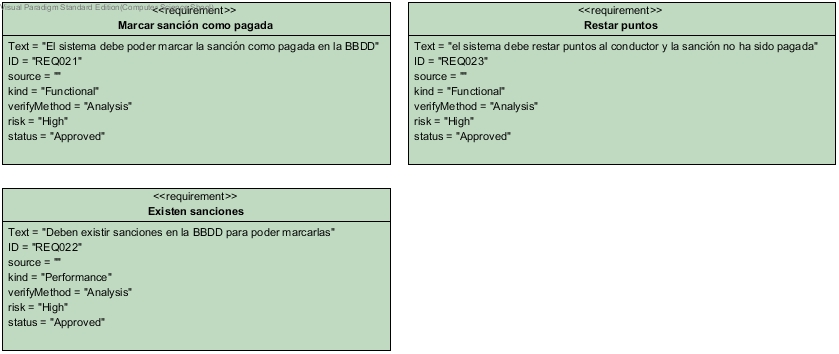 Visual Paradigm Standard Edition(Computer Science Stuff)
<<requirement>>
Marcar sanción como pagada
Text = "El sistema debe poder marcar la sanción como pagada en la BBDD"
ID = "REQ021"
source = ""
kind = "Functional"
verifyMethod = "Analysis"
risk = "High"
status = "Approved"
<<requirement>>
Restar puntos
Text = "el sistema debe restar puntos al conductor y la sanción no ha sido pagada"
ID = "REQ023"
source = ""
kind = "Functional"
verifyMethod = "Analysis"
risk = "High"
status = "Approved"
<<requirement>>
Existen sanciones
Text = "Deben existir sanciones en la BBDD para poder marcarlas"
ID = "REQ022"
source = ""
kind = "Performance"
verifyMethod = "Analysis"
risk = "High"
status = "Approved"